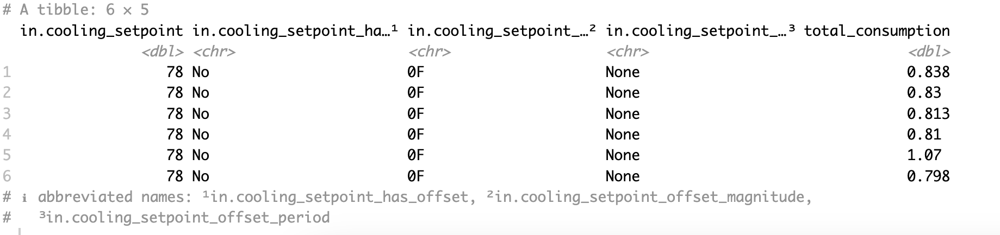 # A tibble: 6 × 5
in.cooling_setpoint in.cooling_setpoint_ha…¹ in.cooling_setpoint_…² in.cooling_setpoint_…³ total_consumption
<dbl> <chr> <chr> <chr> <dbl>
1 78 No 0F None 0.838
2 78 No 0F None 0.83
3 78 No 0F None 0.813
4 78 No 0F None 0.81
5 78 No 0F None 1.07
6 78 No 0F None 0.798
# ℹ abbreviated names: ¹in.cooling_setpoint_has_offset, ²in.cooling_setpoint_offset_magnitude,
# ³in.cooling_setpoint_offset_period